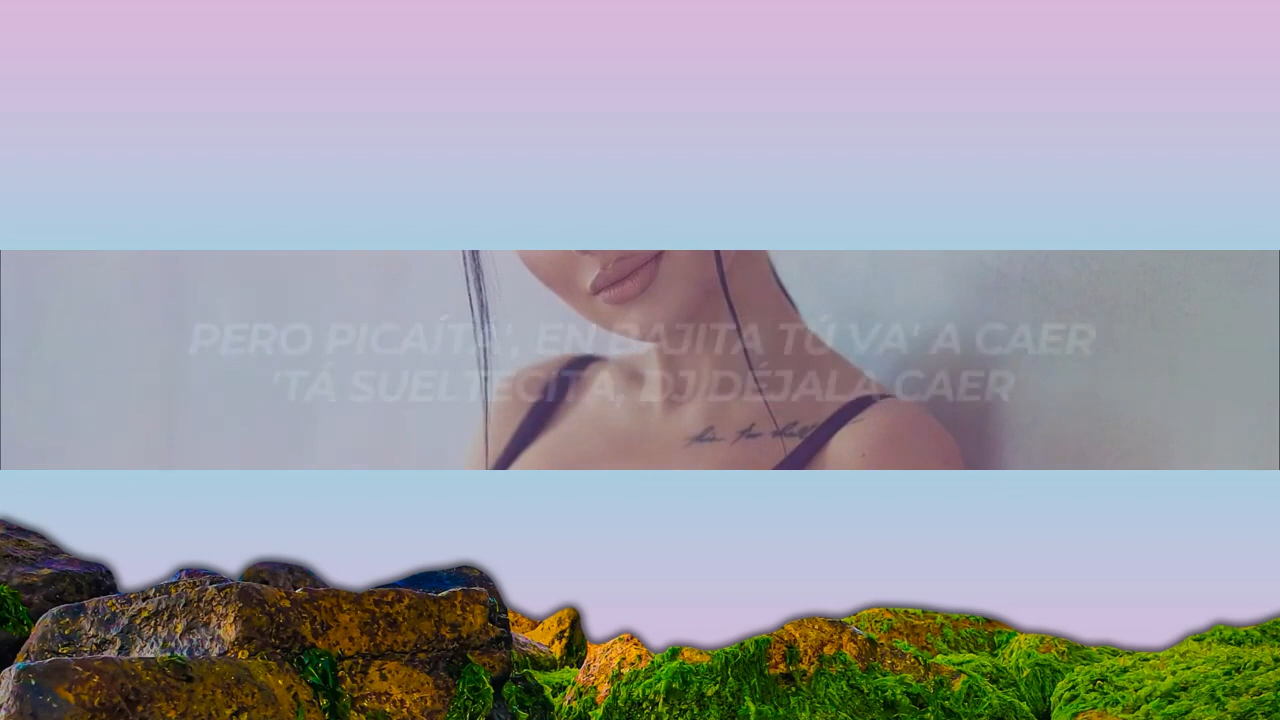 PERO PICAÍTA', EN BAJITA TÚ VA' A CAER
'TÁ SUELTECITA, DJ DÉJALA CAER